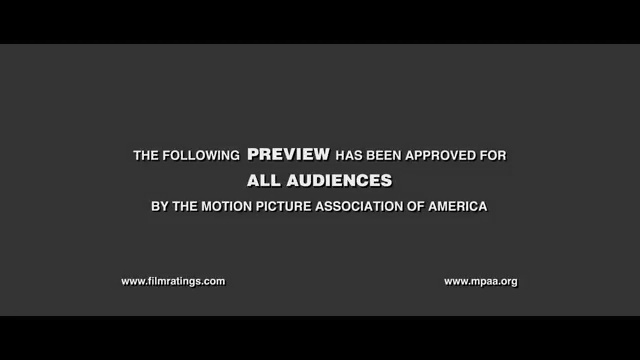 THE FOLLOWING PREVIEW HAS BEEN APPROVED FOR
ALL AUDIENCES
BY THE MOTION PICTURE ASSOCIATION OF AMERICA
www.filmratings.com www.mpaa.org